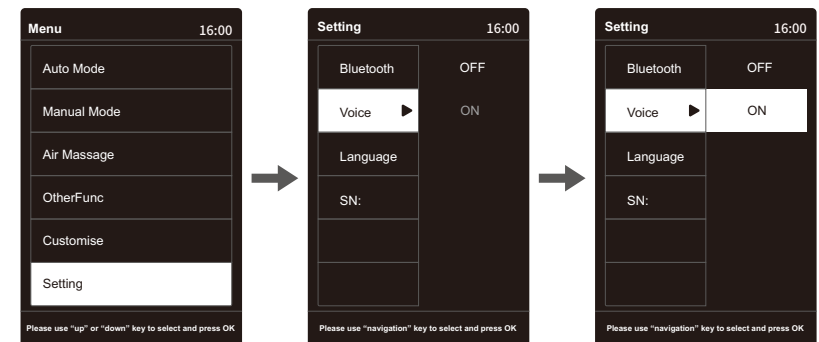 Menu 16:00
Auto Mode
Manual Mode
Air Massage
OtherFunc
Customise
Setting
Please use “up” or “down” key to select and press OK
Setting 16:00
Bluetooth OFF
Voice ON
Language
SN:
Please use “navigation” key to select and press OK
Setting 16:00
Bluetooth OFF
Voice ON
Language
SN:
Please use “navigation” key to select and press OK